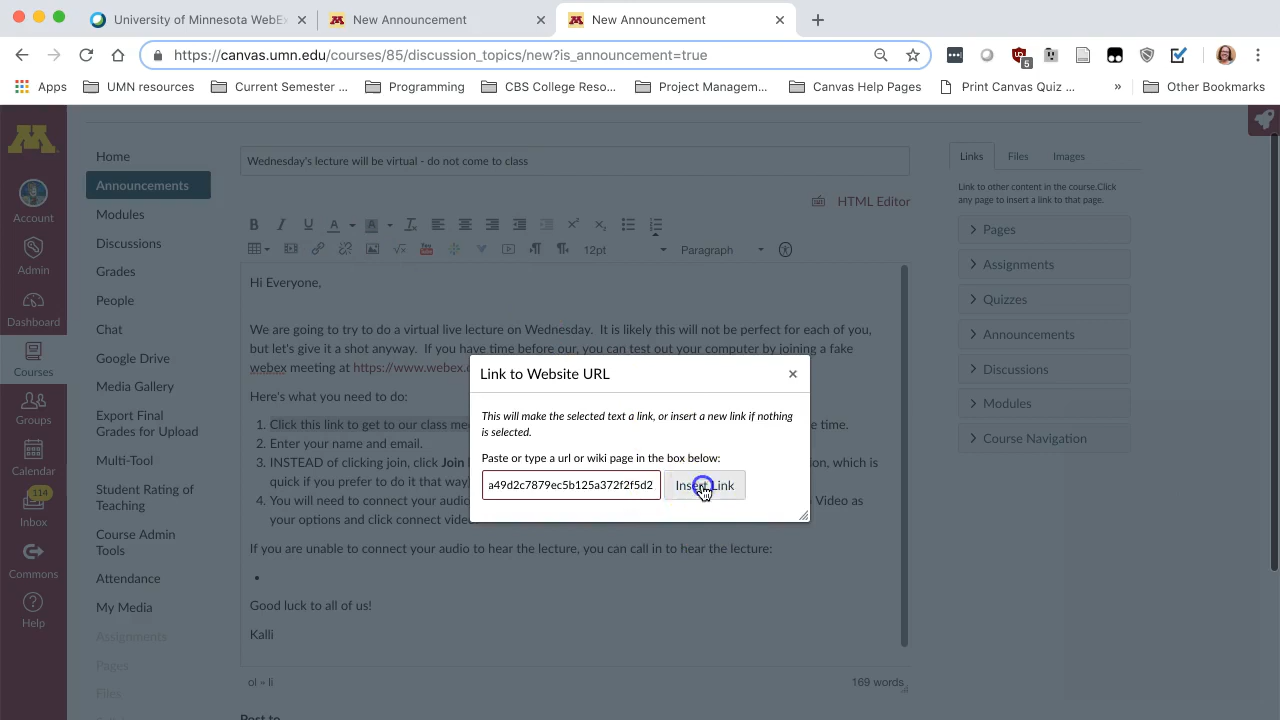 University of Minnesota WebEx
New Announcement
New Announcement
https://canvas.umn.edu/courses/85/discussion_topics/new?is_announcement=true
5
Apps
UMN resources
Current Semester ...
Programming
CBS College Reso...
Project Managem...
Canvas Help Pages
Print Canvas Quiz ...
»
Other Bookmarks
Account
Admin
Dashboard
Courses
Groups
Calendar
114
Inbox
Commons
Help
Home
Announcements
Modules
Discussions
Grades
People
Chat
Google Drive
Media Gallery
Export Final
Grades for Upload
Multi-Tool
Student Rating of
Teaching
Course Admin
Tools
Attendance
My Media
Assignments
Pages
Files
Wednesday's lecture will be virtual - do not come to class
HTML Editor
12pt
Paragraph
Hi Everyone,
We are going to try to do a virtual live lecture on Wednesday. It is likely this will not be perfect for each of you,
but let's give it a shot anyway. If you have time before our, you can test out your computer by joining a fake
webex meeting at https://www.webex.c
Here's what you need to do:
1. Click this link to get to our class mee
e time.
2. Enter your name and email.
3. INSTEAD of clicking join, click Join
on, which is
quick if you prefer to do it that way
4. You will need to connect your audio
Video as
your options and click connect video.
If you are unable to connect your audio to hear the lecture, you can call in to hear the lecture:
•
Good luck to all of us!
Kalli
ol » li
169 words
Post to
Link to Website URL
×
This will make the selected text a link, or insert a new link if nothing
is selected.
Paste or type a url or wiki page in the box below:
a49d2c7879ec5b125a372f2f5d2
Insert Link
Links
Files
Images
Link to other content in the course.Click
any page to insert a link to that page.
Pages
Assignments
Quizzes
Announcements
Discussions
Modules
Course Navigation